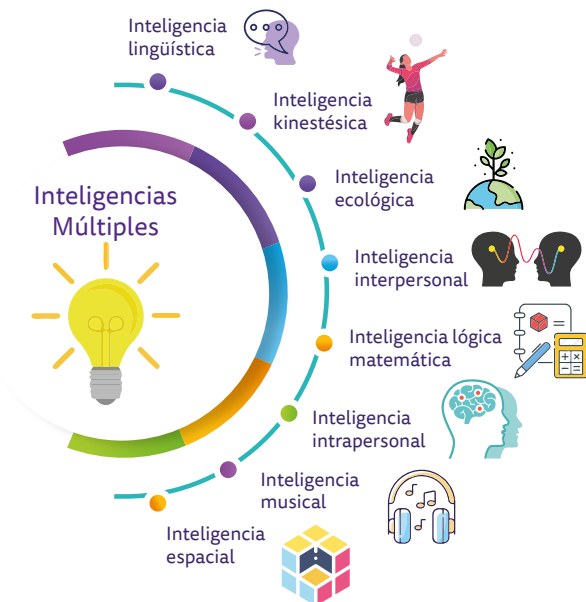 Inteligencia
lingüística
Inteligencia
kinestésica
Inteligencia
ecológica
Inteligencias
Múltiples
Inteligencia
interpersonal
Inteligencia lógica
matemática
Inteligencia
intrapersonal
Inteligencia
musical
Inteligencia
espacial